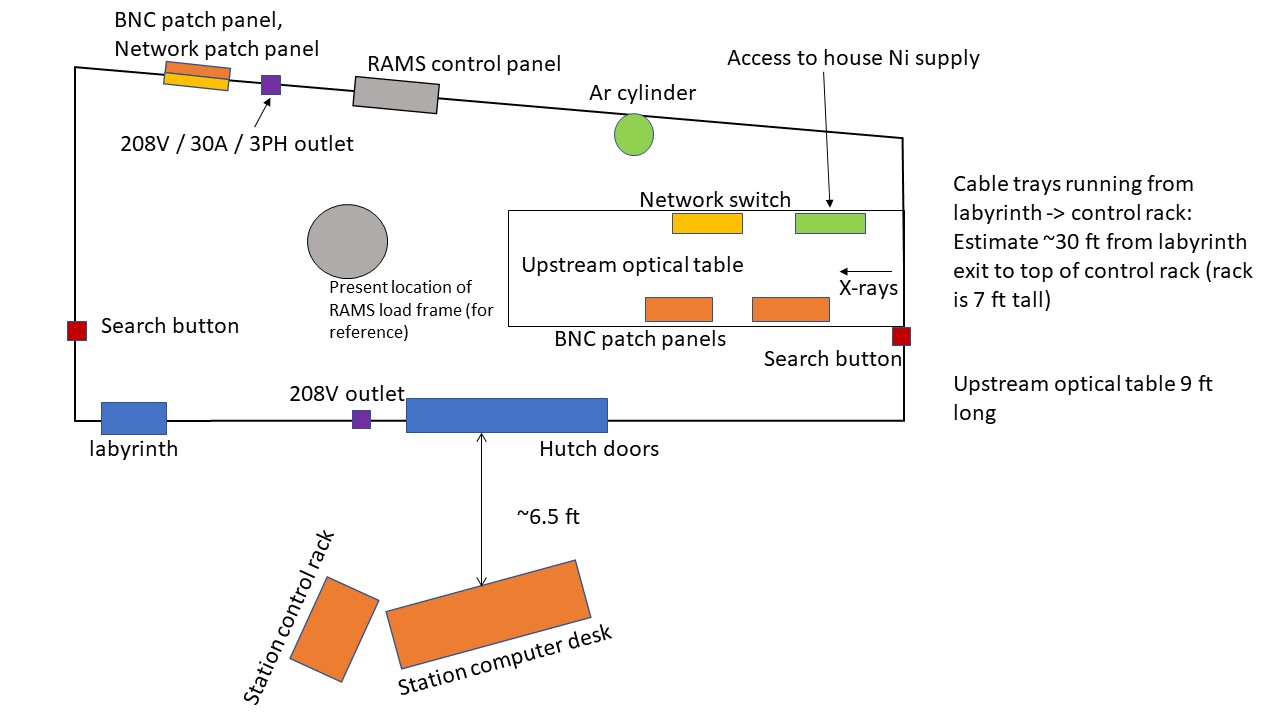 BNC patch panel,
Network patch panel
RAMS control panel
Access to house Ni supply
Ar cylinder
208V / 30A / 3PH outlet
Cable trays running from
labyrinth -> control rack:
Estimate ~30 ft from labyrinth
exit to top of control rack (rack
is 7 ft tall)
Network switch
Upstream optical table
X-rays
Present location of
RAMS load frame (for
reference)
Search button
BNC patch panels
Search button
Upstream optical table 9 ft
long
208V outlet
labyrinth
Hutch doors
~6.5 ft
Station control rack
Station computer desk